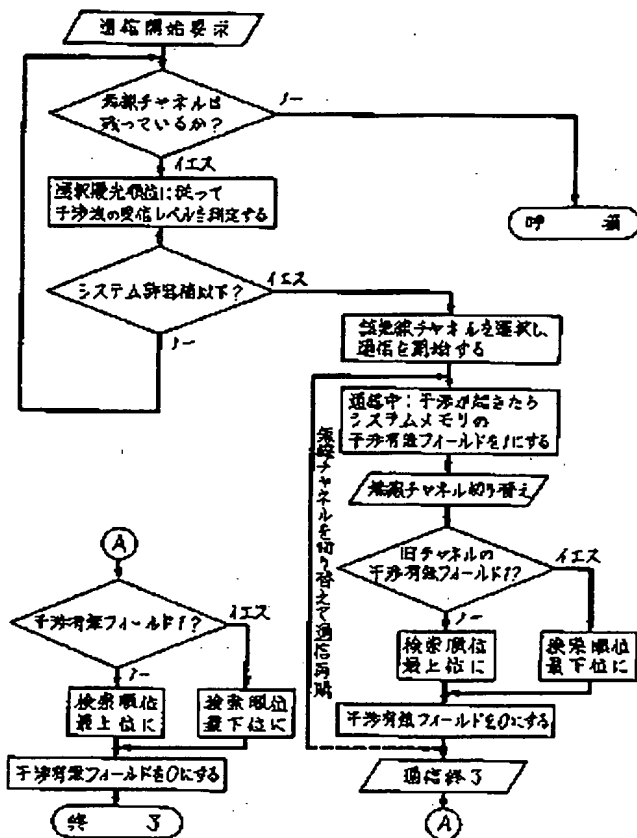 通信開始要求
無線チャネルは
残っているか？
ノー
イエス
選択優先順位に従って
干渉波の受信レベルを測定する
呼 損
システム許容値以下？
イエス
ノー
該無線チャネルを選択し、
通信を開始する
通信中：干渉が起きたら
システムメモリの
干渉有無フィールドを1にする
無線チャネル切り替え
無線チャネルを切り替えて通信再開
旧チャネルの
干渉有無フィールド1？
イエス
ノー
検索順位
最上位に
検索順位
最下位に
干渉有無フィールドを0にする
通信終了
A
A
干渉有無フィールド1？
イエス
ノー
検索順位
最上位に
検索順位
最下位に
干渉有無フィールドを0にする
終 了